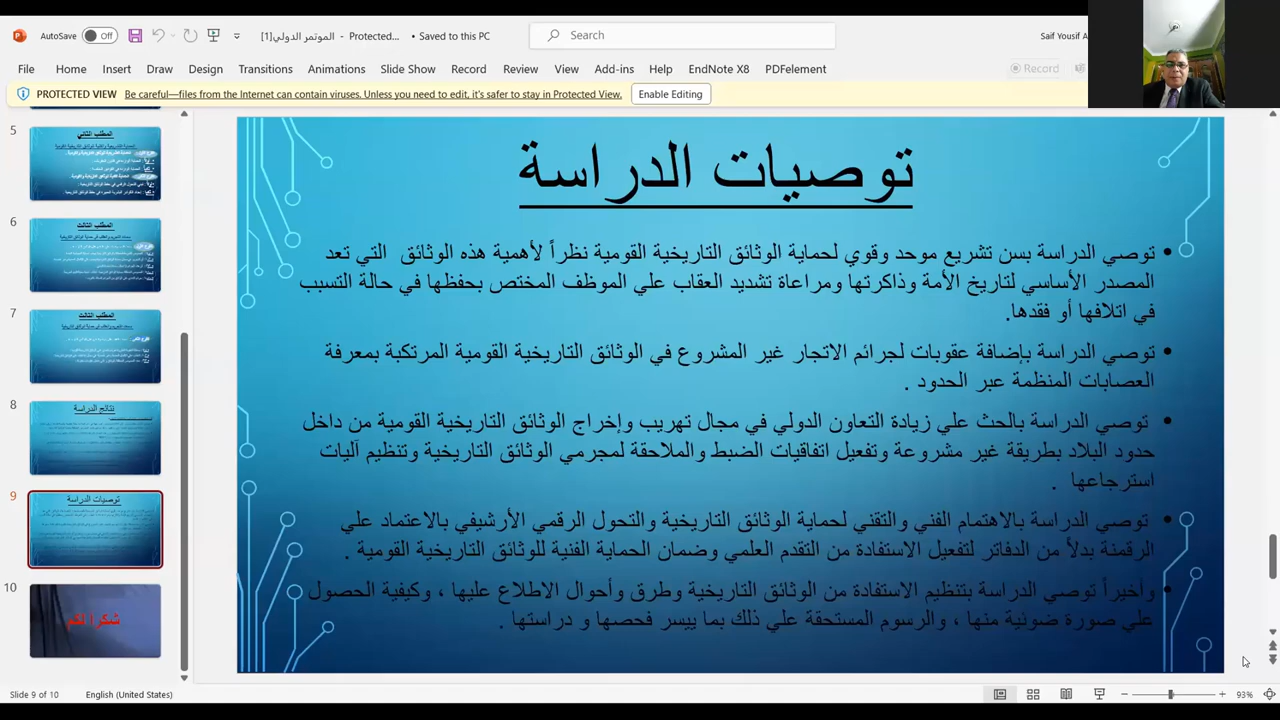 AutoSave Off [1]الموتمر الدولي - Protected... • Saved to this PC Search Saif Yousif A
File Home Insert Draw Design Transitions Animations Slide Show Record Review View Add-ins Help EndNote X8 PDFelement Record
PROTECTED VIEW Be careful—files from the Internet can contain viruses. Unless you need to edit, it's safer to stay in Protected View. Enable Editing
توصيات الدراسة
• توصي الدراسة بسن تشريع موحد وقوي لحماية الوثائق التاريخية القومية نظراً لأهمية هذه الوثائق التي تعد
المصدر الأساسي لتاريخ الأمة وذاكرتها ومراعاة تشديد العقاب علي الموظف المختص بحفظها في حالة التسبب
في اتلافها أو فقدها.
• توصي الدراسة بإضافة عقوبات لجرائم الاتجار غير المشروع في الوثائق التاريخية القومية المرتكبة بمعرفة
العصابات المنظمة عبر الحدود .
• توصي الدراسة بالحث علي زيادة التعاون الدولي في مجال تهريب وإخراج الوثائق التاريخية القومية من داخل
حدود البلاد بطريقة غير مشروعة وتفعيل اتفاقيات الضبط والملاحقة لمجرمي الوثائق التاريخية وتنظيم آليات
استرجاعها .
• توصي الدراسة بالاهتمام الفني والتقني لحماية الوثائق التاريخية والتحول الرقمي الأرشيفي بالاعتماد علي
الرقمنة بدلاً من الدفاتر لتفعيل الاستفادة من التقدم العلمي وضمان الحماية الفنية للوثائق التاريخية القومية .
• وأخيراً توصي الدراسة بتنظيم الاستفادة من الوثائق التاريخية وطرق وأحوال الاطلاع عليها ، وكيفية الحصول
علي صورة ضوئية منها ، والرسوم المستحقة علي ذلك بما ييسر فحصها و دراستها .
5
المطلب الثاني
6
المطلب الثالث
7
المطلب الثالث
8
نتائج الدراسة
9
توصيات الدراسة
10
شكرا لكم
Slide 9 of 10 English (United States) 93%